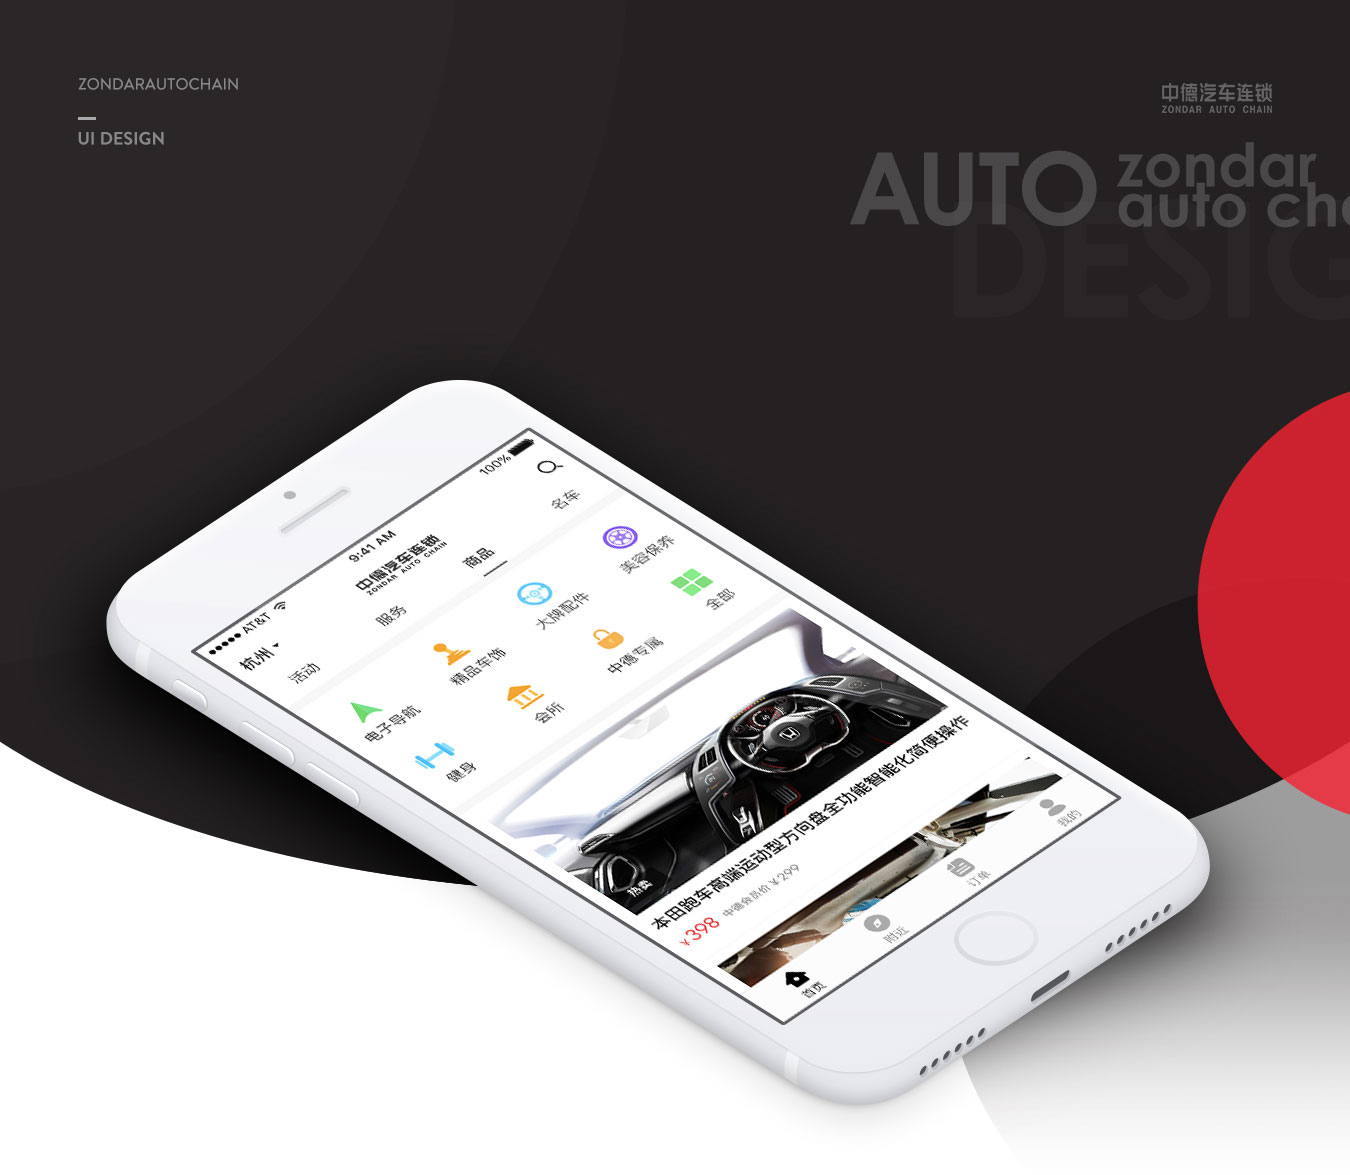 ZONDARAUTOCHAIN
UI DESIGN
中德汽车连锁
ZONDAR AUTO CHAIN
AUTO zondar
auto cha
DESIG
AT&T
9:41 AM
100%
杭州
中德汽车连锁
ZONDAR AUTO CHAIN
活动
服务
商品
名车
电子导航
精品车饰
大牌配件
美容保养
健身
会所
中德专属
全部
热卖
本田跑车高端运动型方向盘全功能智能化简便操作
¥398 中德会员价 ¥299
首页
附近
订单
我的